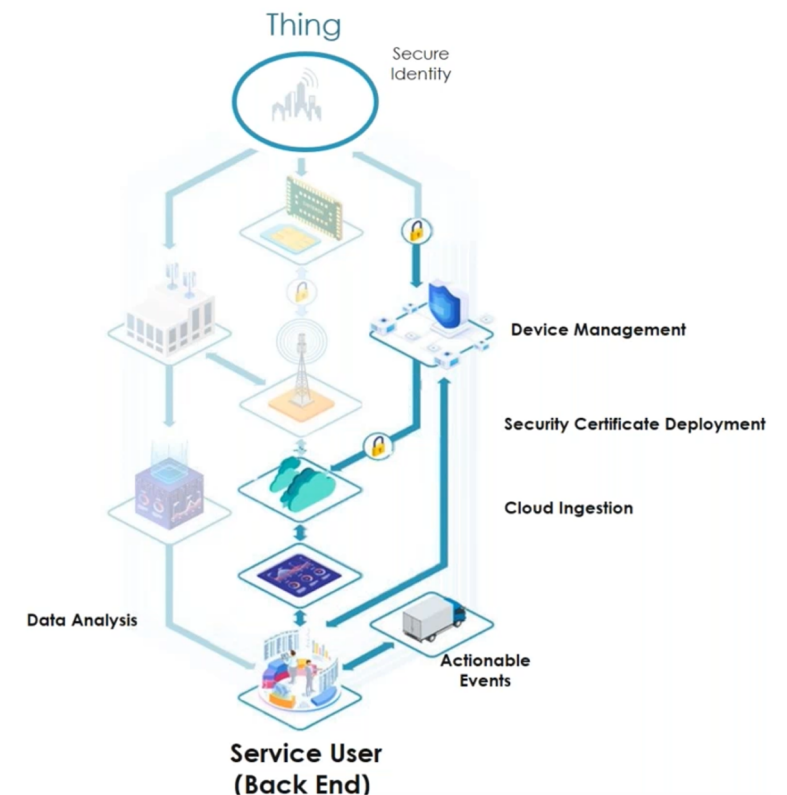 Thing
Secure
Identity
Device Management
Security Certificate Deployment
Cloud Ingestion
Data Analysis
Actionable
Events
Service User
(Back End)